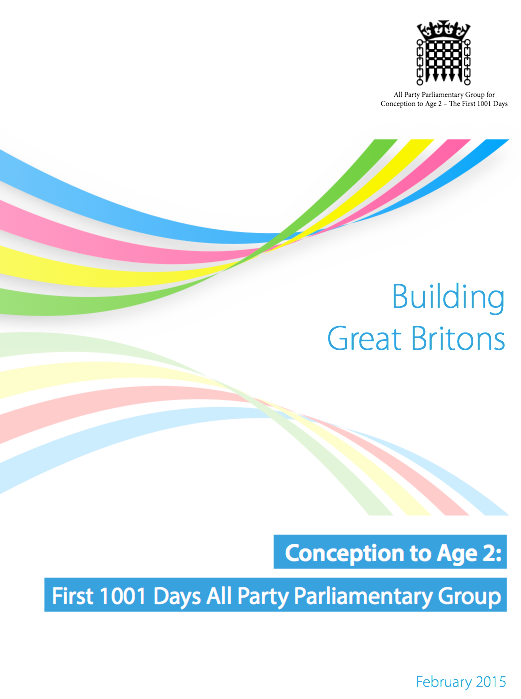 All Party Parliamentary Group for
Conception to Age 2 – The First 1001 Days
Building
Great Britons
Conception to Age 2:
First 1001 Days All Party Parliamentary Group
February 2015